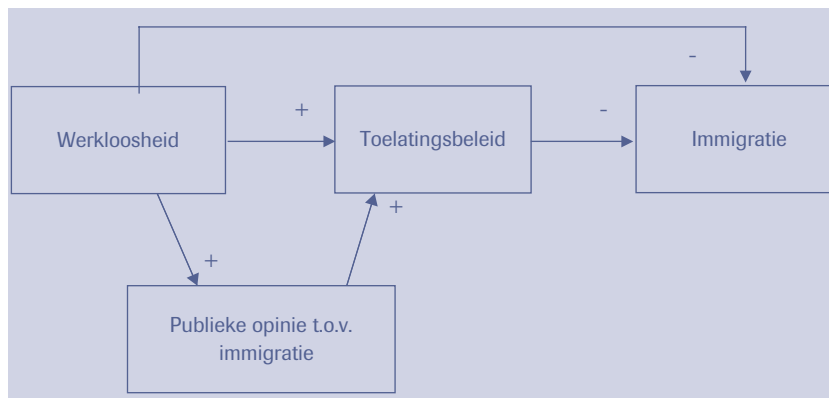 -
+
-
Werkloosheid
Toelatingsbeleid
Immigratie
+
+
Publieke opinie t.o.v.
immigratie